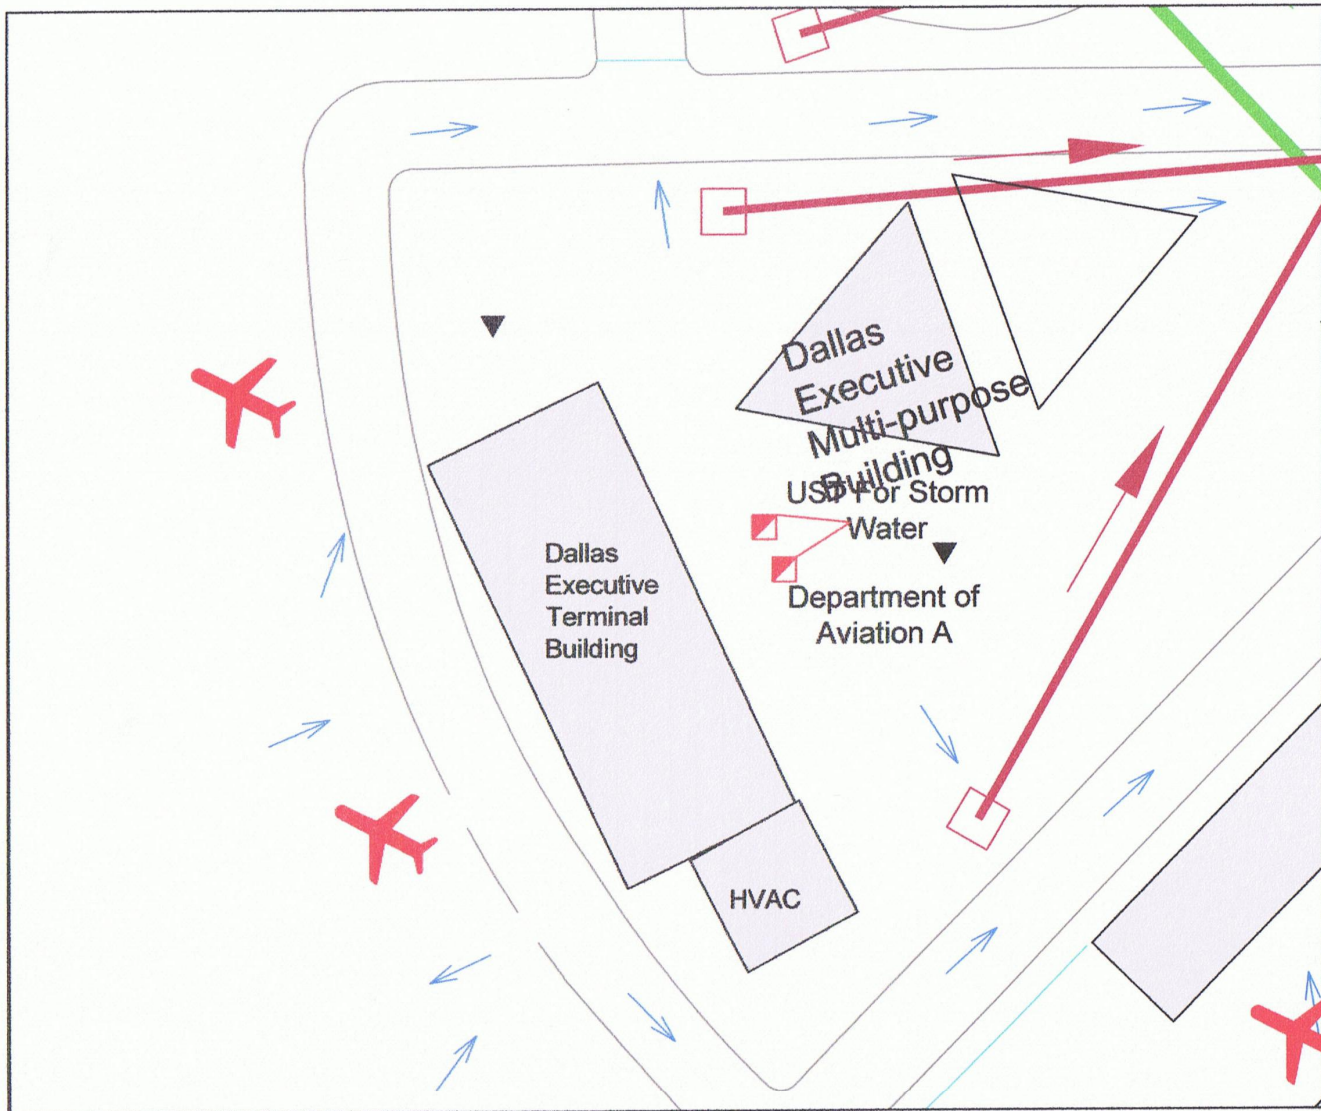 Dallas
Executive
Multi-purpose
Building
For Storm
Water
Department of
Aviation A
Dallas
Executive
Terminal
Building
HVAC